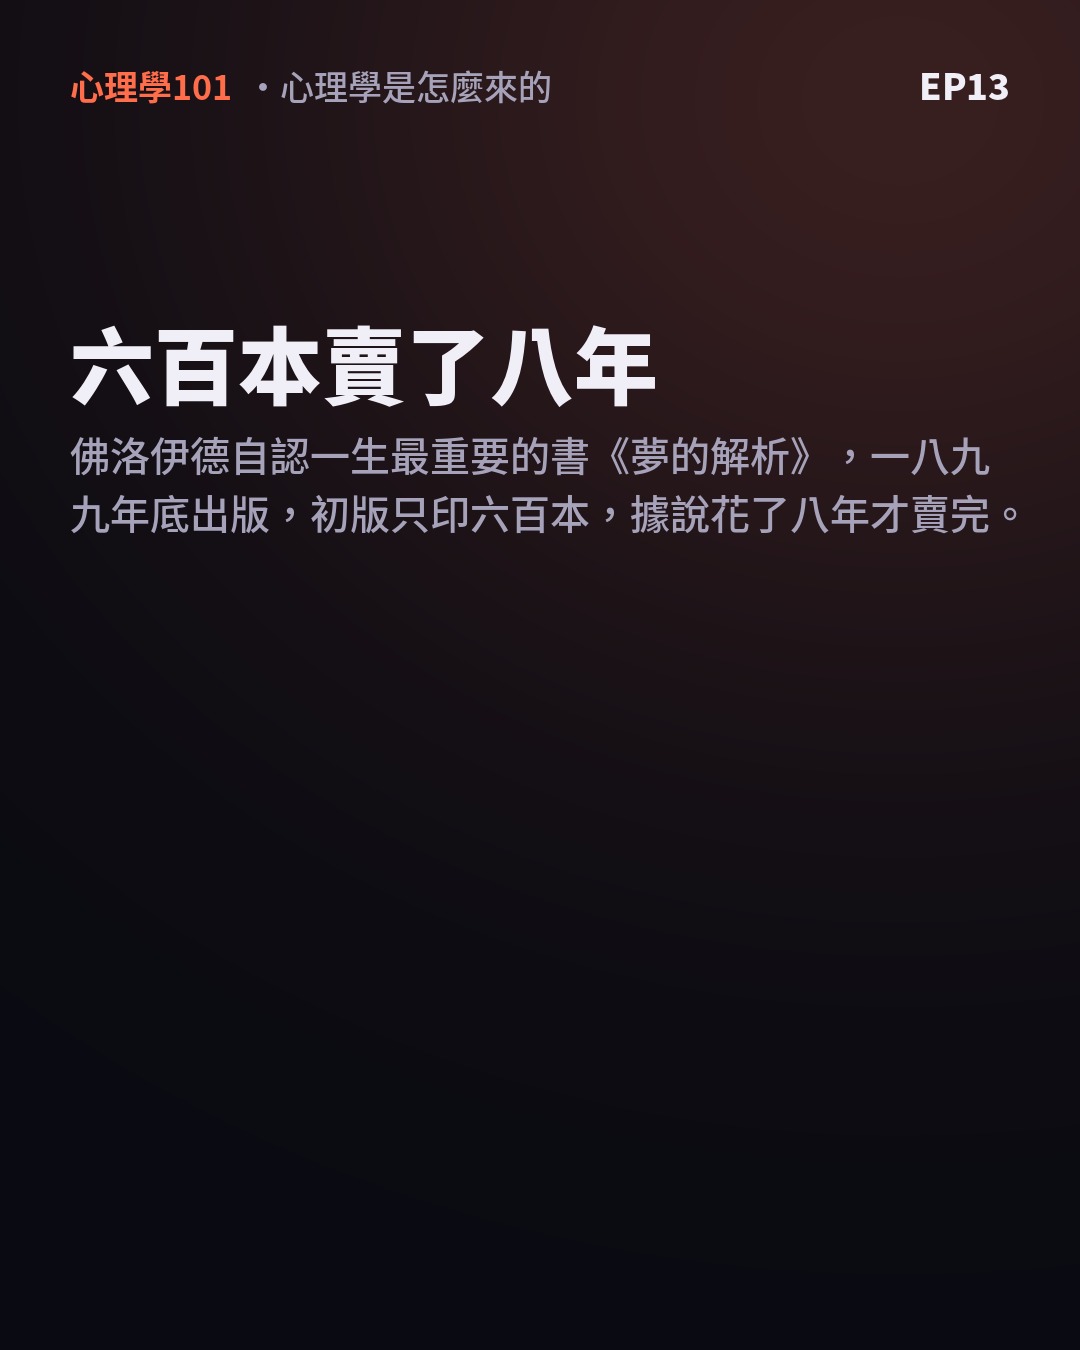 心理學101 ・心理學是怎麼來的
EP13
六百本賣了八年
佛洛伊德自認一生最重要的書《夢的解析》，一八九
九年底出版，初版只印六百本，據說花了八年才賣完。